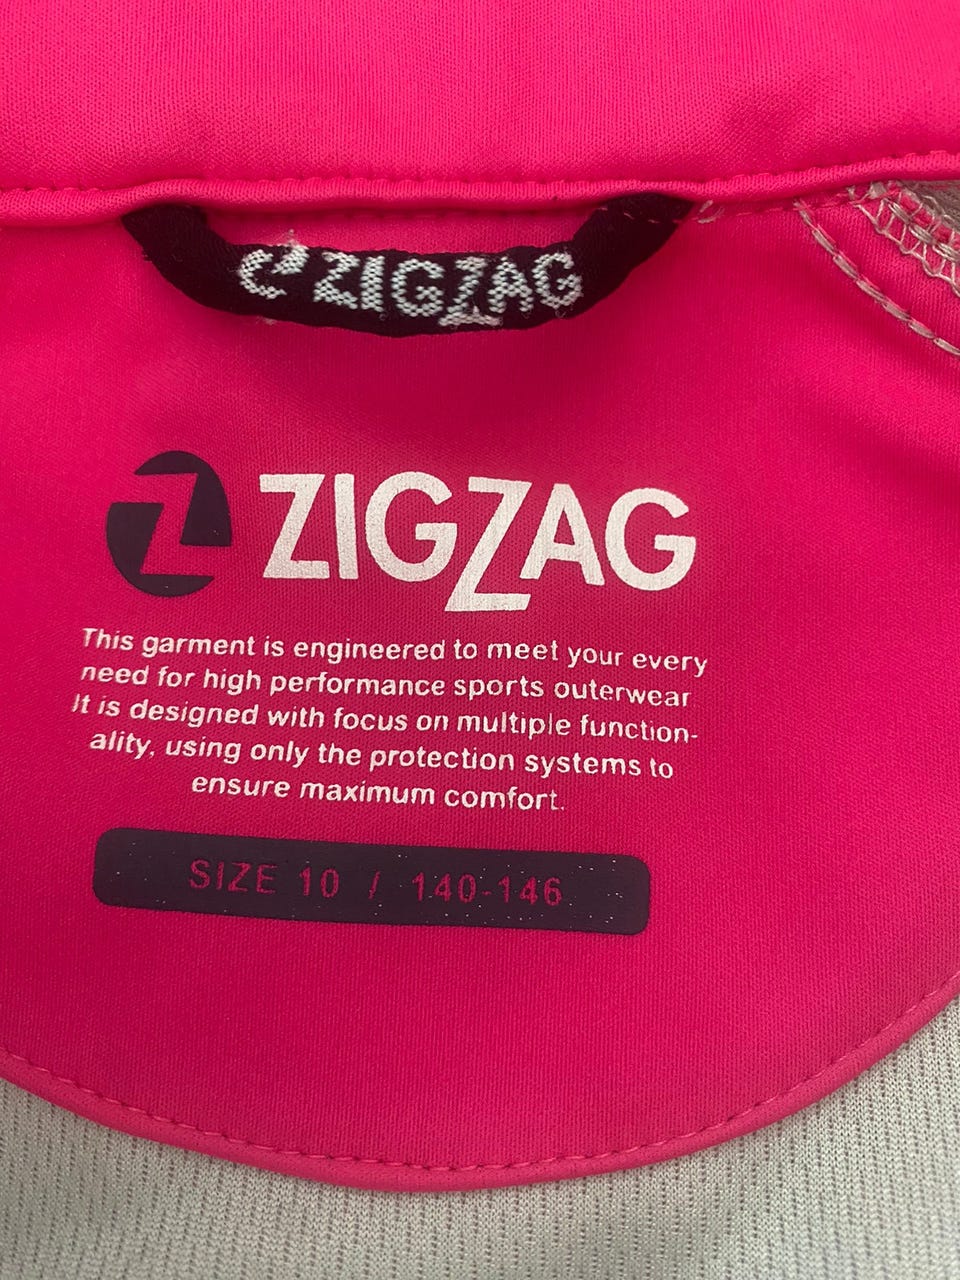 ZIGZAG
ZIGZAG
This garment is engineered to meet your every
need for high performance sports outerwear
It is designed with focus on multiple function-
ality, using only the protection systems to
ensure maximum comfort.
SIZE 10 / 140-146